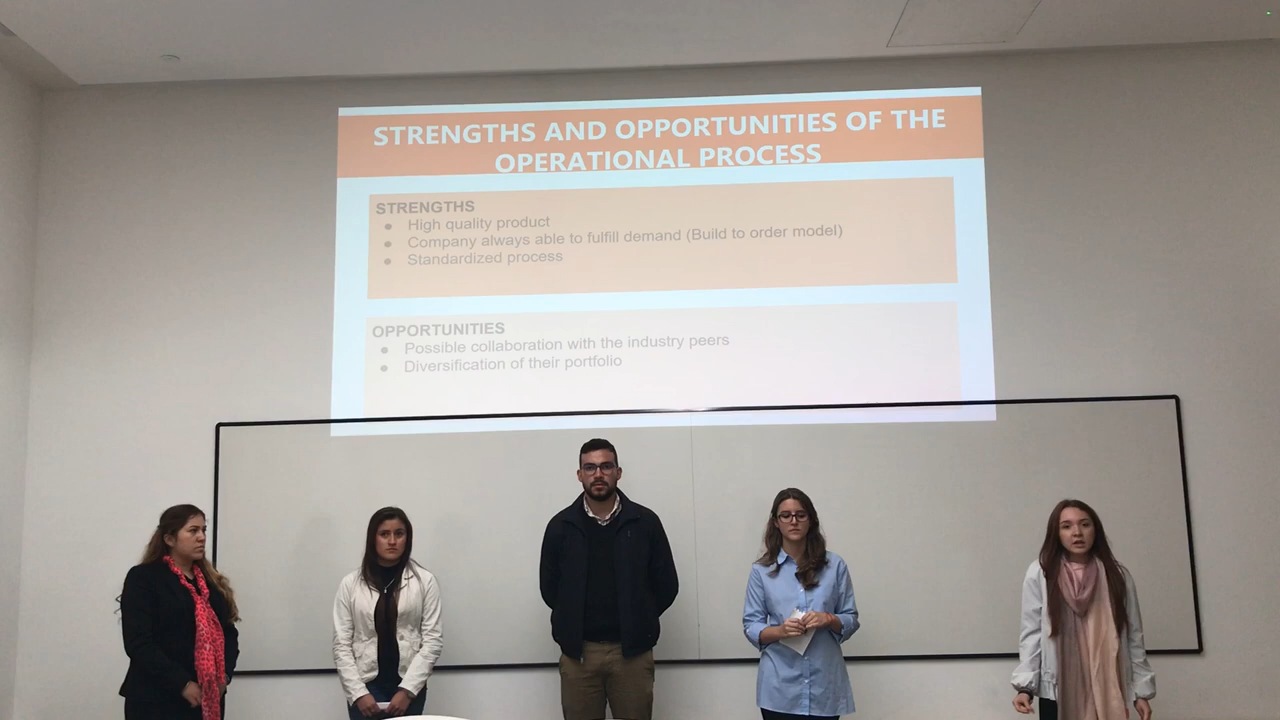 STRENGTHS AND OPPORTUNITIES OF THE
OPERATIONAL PROCESS
STRENGTHS
● High quality product
● Company always able to fulfill demand (Build to order model)
● Standardized process
OPPORTUNITIES
● Possible collaboration with the industry peers
● Diversification of their portfolio